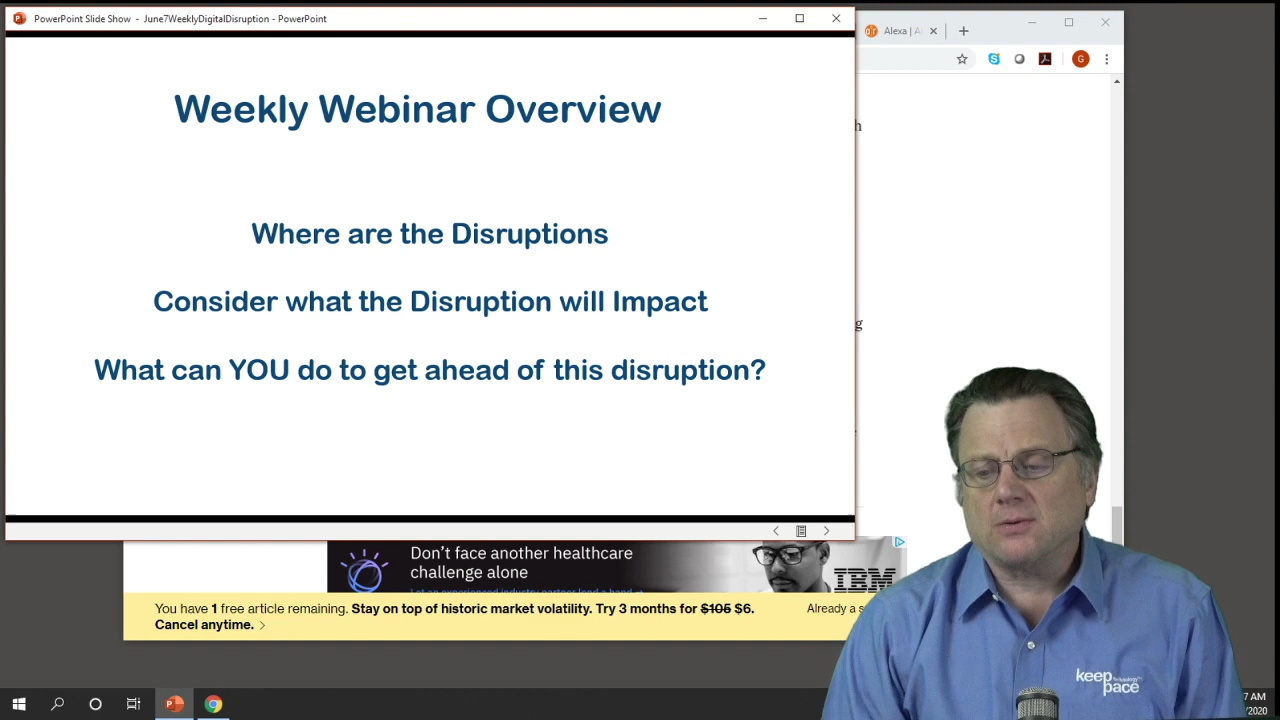 PowerPoint Slide Show - June7WeeklyDigitalDisruption - PowerPoint
Alexa | A
G
Weekly Webinar Overview
Where are the Disruptions
Consider what the Disruption will Impact
What can YOU do to get ahead of this disruption?
h
g
Don't face another healthcare
challenge alone
IBM
You have 1 free article remaining. Stay on top of historic market volatility. Try 3 months for $105 $6.
Cancel anytime. >
Already a s
keep
pace
7 AM
/2020